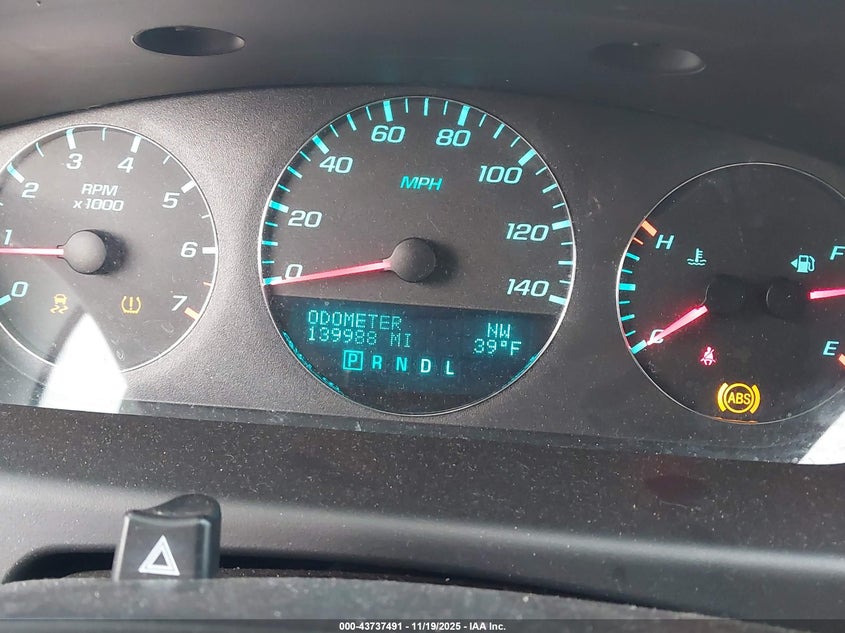 0
1
2
3
4
5
6
7
RPM
x1000
0
20
40
60
80
100
120
140
MPH
ODOMETER NW
139988 MI 39°F
P R N D L
H
C
F
E
ABS
000-43737491 - 11/19/2025 - IAA Inc.